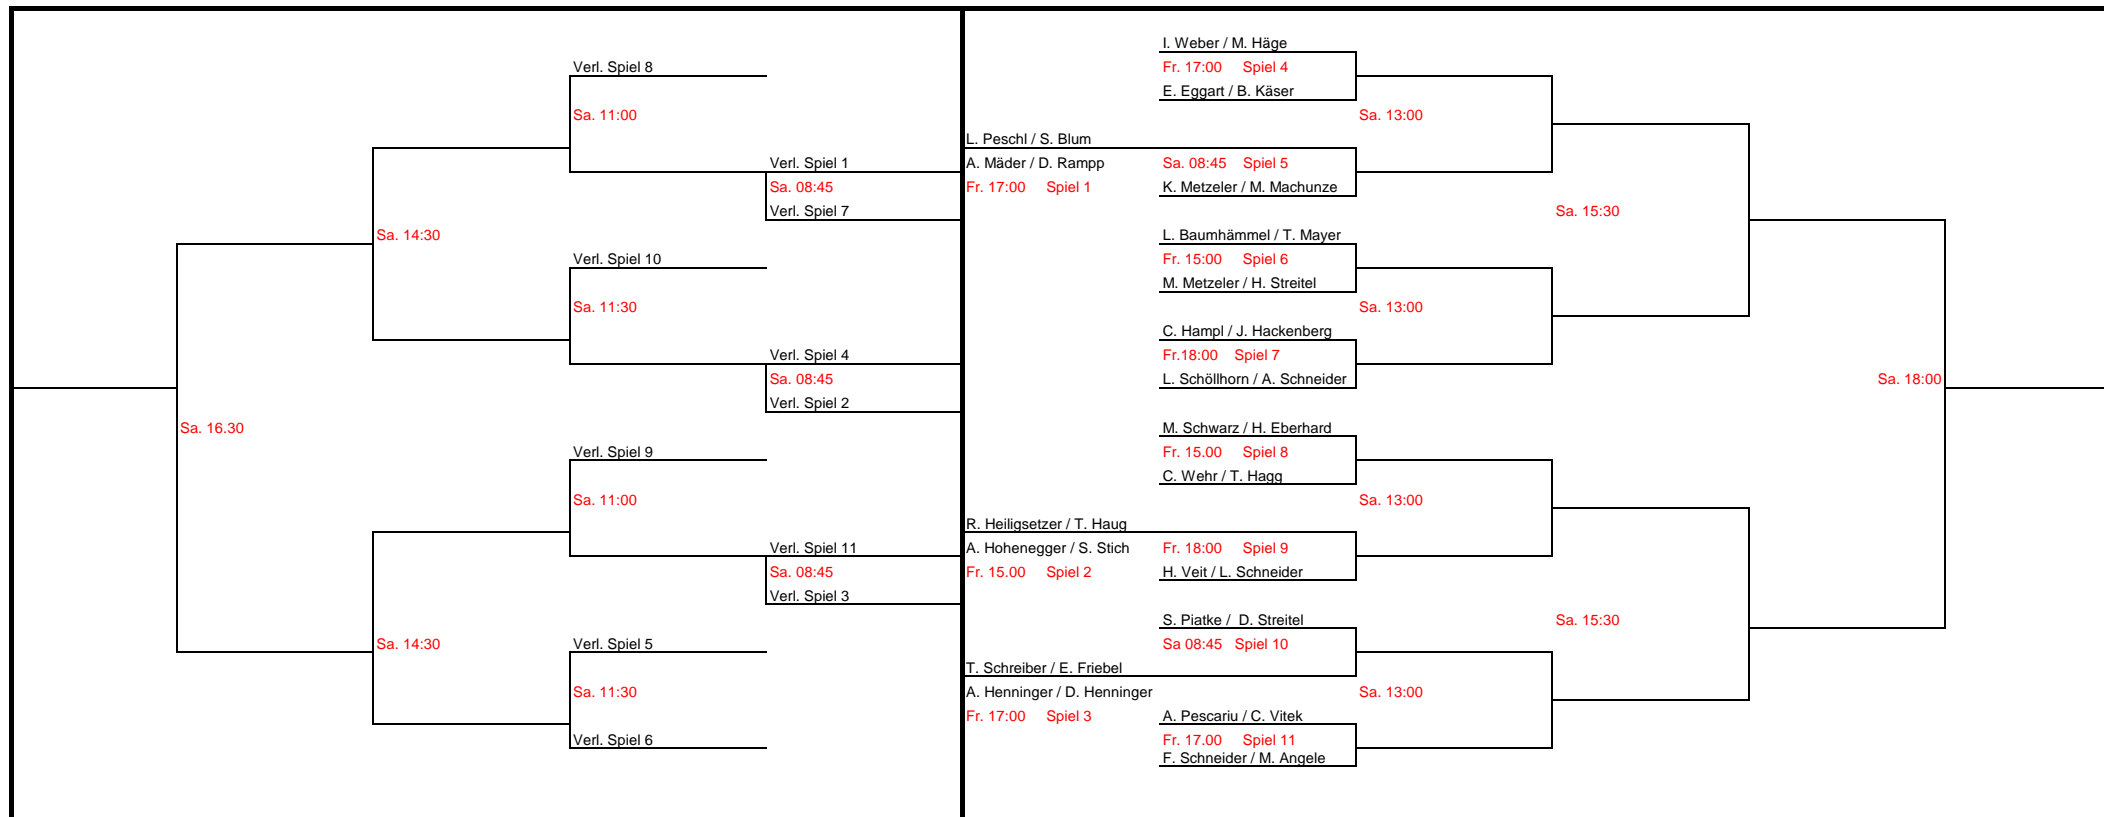 I. Weber / M. Häge
Verl. Spiel 8
Fr. 17:00 Spiel 4
E. Eggart / B. Käser
Sa. 11:00
Sa. 13:00
L. Peschl / S. Blum
Verl. Spiel 1
A. Mäder / D. Rampp
Sa. 08:45 Spiel 5
Sa. 08:45
Fr. 17:00 Spiel 1
K. Metzeler / M. Machunze
Verl. Spiel 7
Sa. 15:30
Sa. 14:30
L. Baumhämmel / T. Mayer
Verl. Spiel 10
Fr. 15:00 Spiel 6
M. Metzeler / H. Streitel
Sa. 11:30
Sa. 13:00
C. Hampl / J. Hackenberg
Verl. Spiel 4
Fr.18:00 Spiel 7
Sa. 08:45
L. Schöllhorn / A. Schneider
Sa. 18:00
Verl. Spiel 2
Sa. 16.30
M. Schwarz / H. Eberhard
Verl. Spiel 9
Fr. 15.00 Spiel 8
C. Wehr / T. Hagg
Sa. 11:00
Sa. 13:00
R. Heiligsetzer / T. Haug
Verl. Spiel 11
A. Hohenegger / S. Stich
Fr. 18:00 Spiel 9
Sa. 08:45
Fr. 15.00 Spiel 2
H. Veit / L. Schneider
Verl. Spiel 3
S. Piatke / D. Streitel
Sa. 15:30
Sa. 14:30
Verl. Spiel 5
Sa 08:45 Spiel 10
T. Schreiber / E. Friebel
Sa. 11:30
A. Henninger / D. Henninger
Sa. 13:00
Fr. 17:00 Spiel 3
A. Pescariu / C. Vitek
Verl. Spiel 6
Fr. 17.00 Spiel 11
F. Schneider / M. Angele